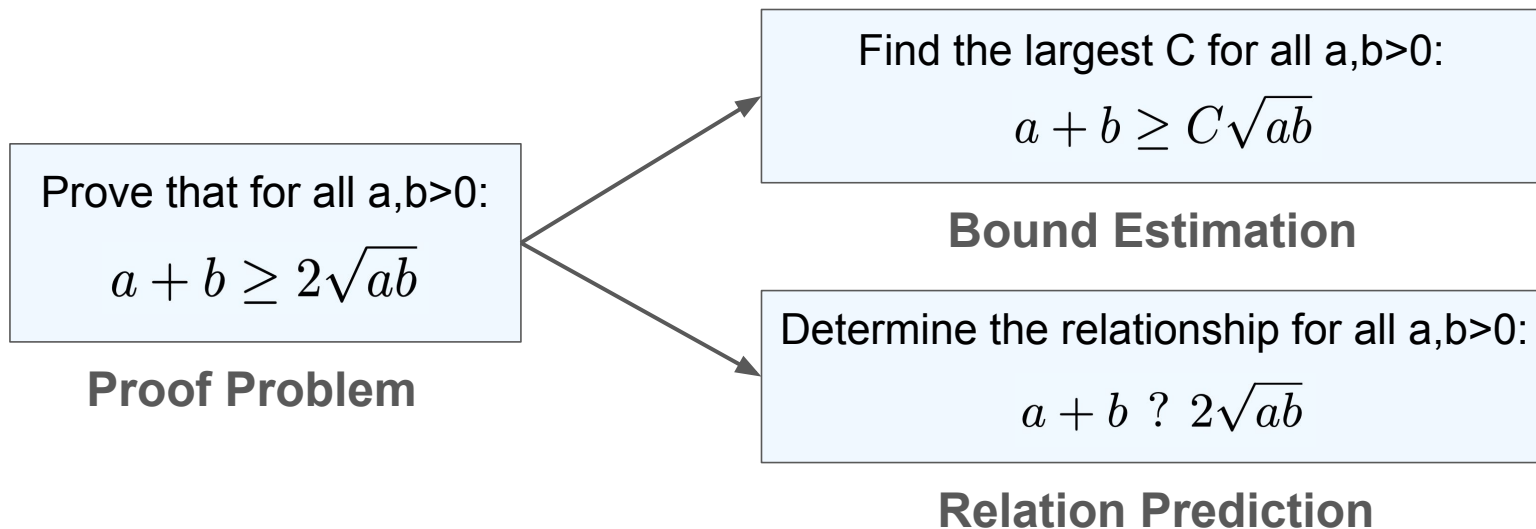 Prove that for all a,b>0:
a + b ≥ 2√ab
Proof Problem
Find the largest C for all a,b>0:
a + b ≥ C√ab
Bound Estimation
Determine the relationship for all a,b>0:
a + b ? 2√ab
Relation Prediction